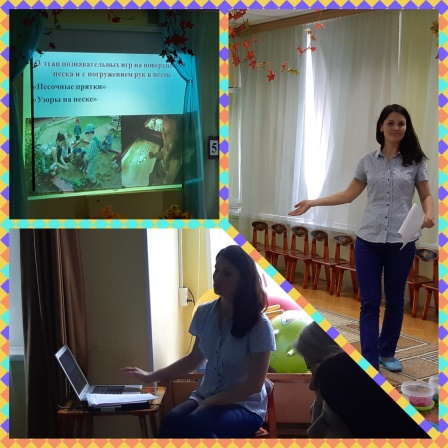 О этап познавательных игр на поверхности
песка и с погружением рук в песок
«Песочные прятки»
«Узоры на песке»
5